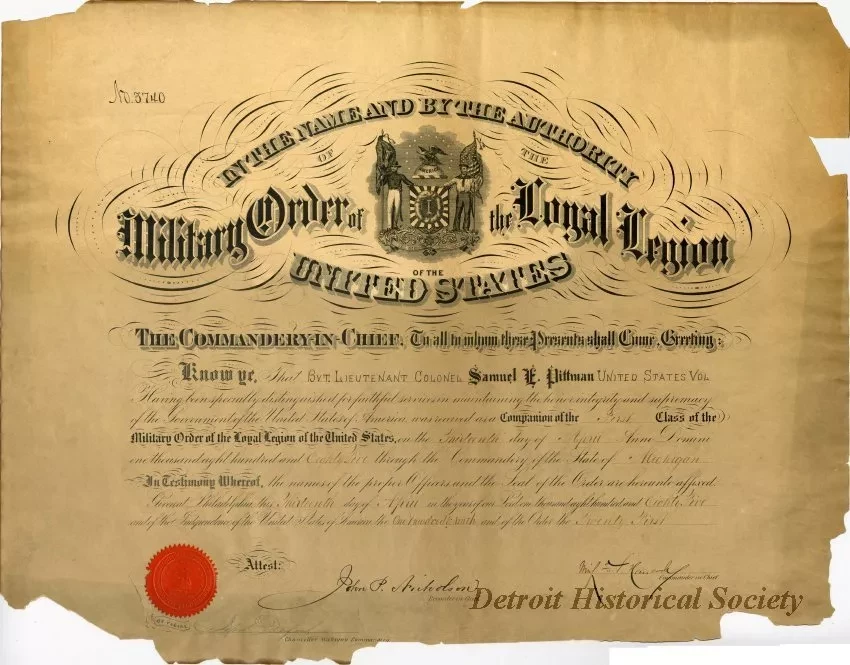 No. 3740
IN THE NAME AND BY THE AUTHORITY
OF THE
Military Order of the Loyal Legion
OF THE
UNITED STATES
THE COMMANDERY-IN-CHIEF, To all to whom these Presents shall Come, Greeting:
Know ye, That BVT. LIEUTENANT COLONEL Samuel E. Pittman UNITED STATES VOL
Having been specially distinguished for faithful services in maintaining the honor integrity and supremacy
of the Government of the United States of America was received as a Companion of the First Class of the
Military Order of the Loyal Legion of the United States, on the Thirteenth day of April Anno Domini
one thousand eight hundred and Eighty five through the Commandery of the State of Michigan
In Testimony Whereof, the names of the proper Officers and the Seal of the Order are hereunto affixed.
Philadelphia, this Thirteenth day of April in the year of our Lord one thousand eight hundred and Eighty Five
and of the Independence of the United States of America the One hundred ninth and of the Order the Twenty First
Attest:
John P. Nicholson
Recorder-in-Chief
Commander-in-Chief
Chancellor Michigan Commandery
Detroit Historical Society